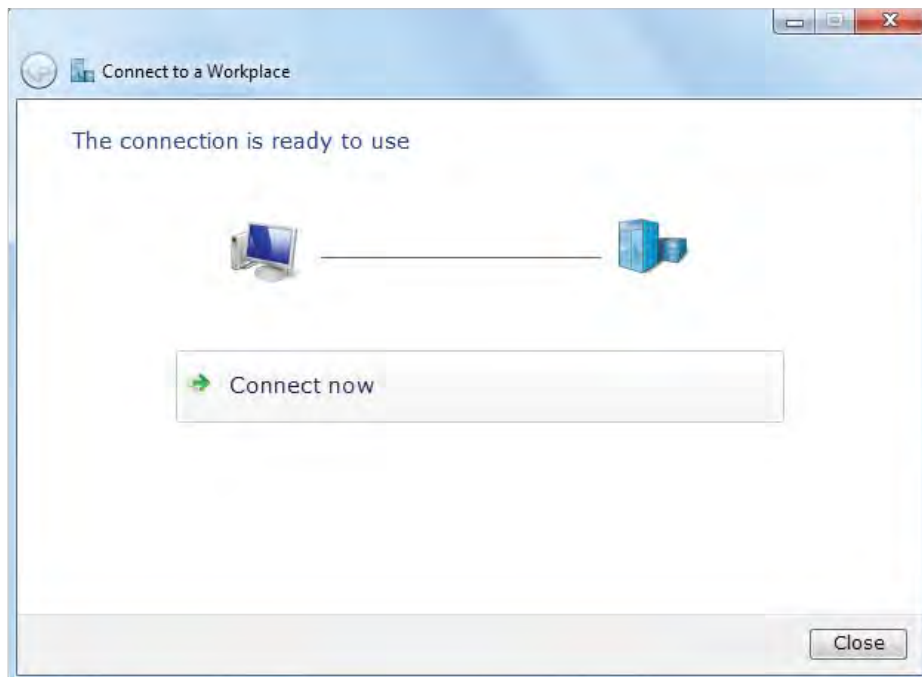 Connect to a Workplace
The connection is ready to use
Connect now
Close